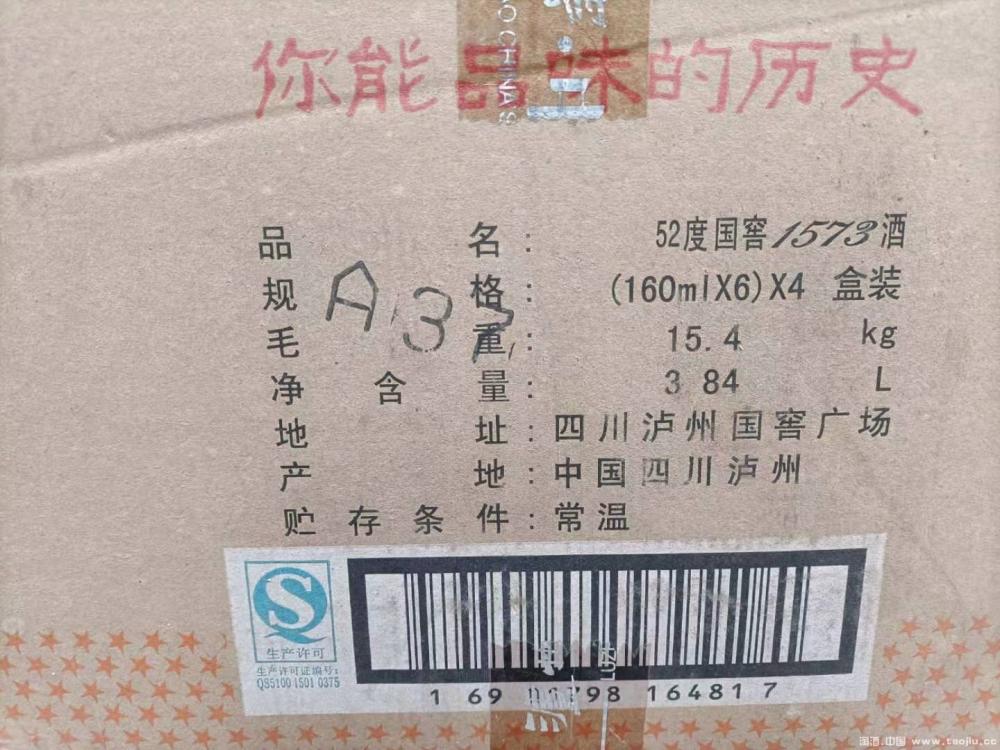 你能品味的历史
品名：52度国窖1573酒
规格：(160mlX6)X4 盒装
A3
毛重：15.4 kg
净含量：3.84 L
地址：四川泸州国窖广场
产地：中国四川泸州
贮存条件：常温
生产许可
生产许可证编号：
QS5100 1501 0375
1 69 798 16481 7
LUZH
淘酒.中国 www.taojiu.cc